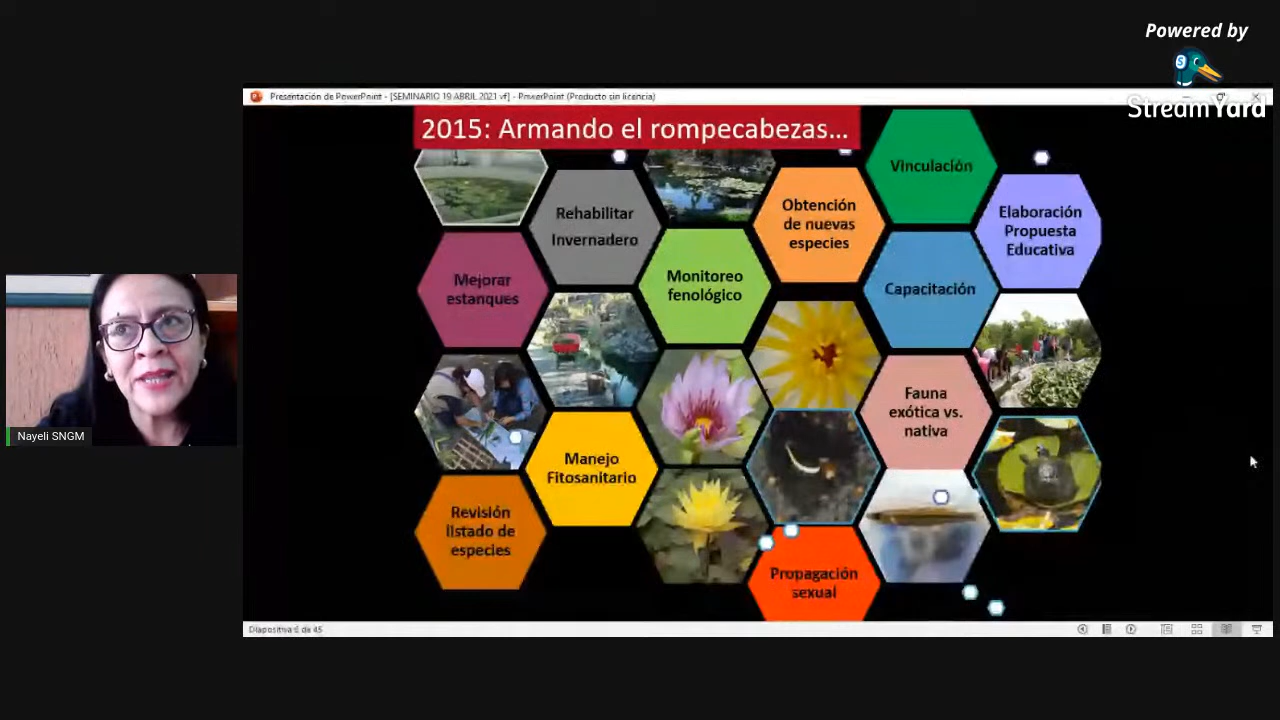 Powered by
StreamYard
Presentación de PowerPoint - [SEMINARIO 19 ABRIL 2021 vf] - PowerPoint (Producto sin licencia)
2015: Armando el rompecabezas...
Vinculación
Rehabilitar
Invernadero
Obtención
de nuevas
especies
Elaboración
Propuesta
Educativa
Mejorar
estanques
Monitoreo
fenológico
Capacitación
Fauna
exótica vs.
nativa
Manejo
Fitosanitario
Revisión
listado de
especies
Propagación
sexual
Nayeli SNGM
Diapositiva 6 de 45